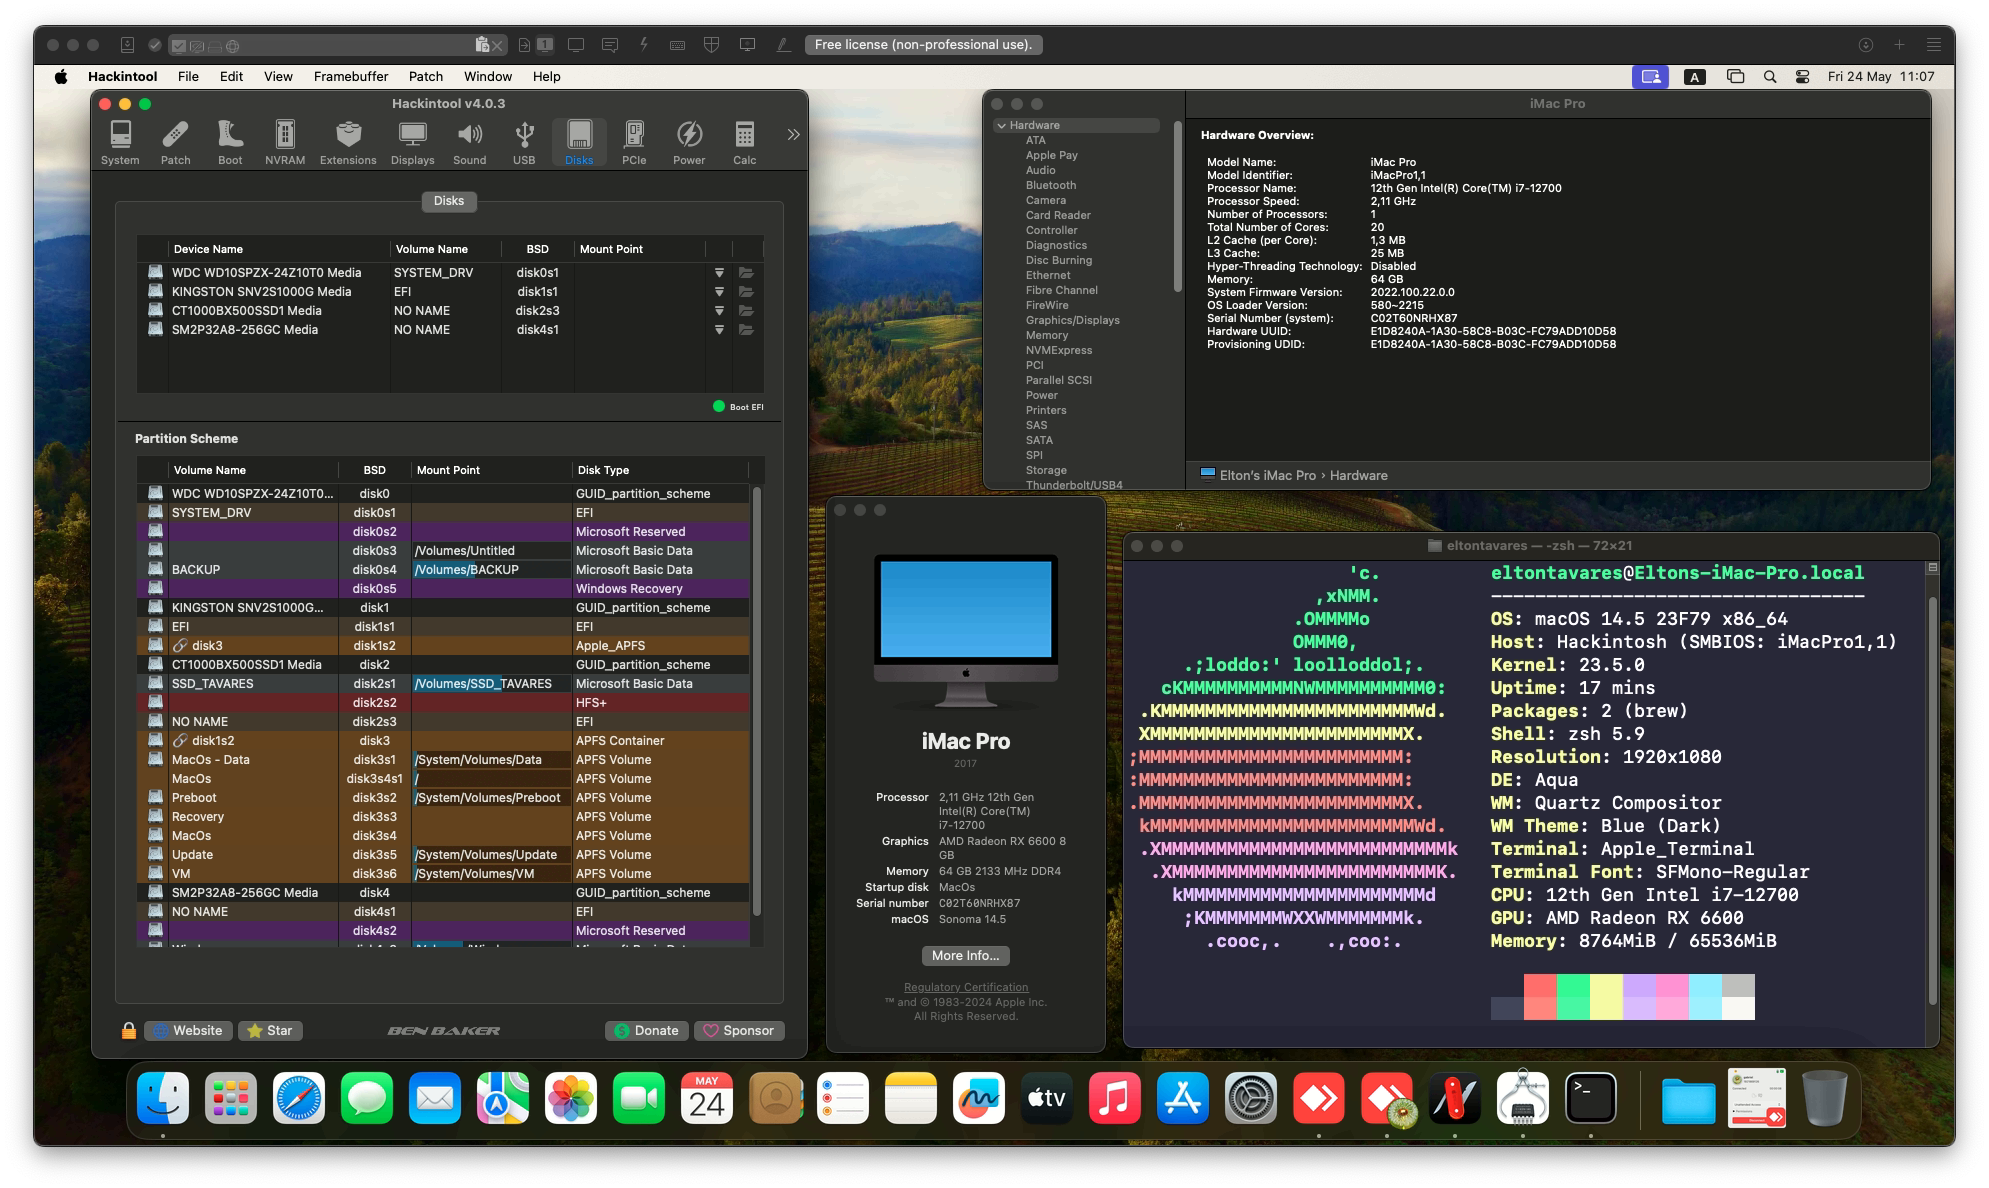 Free license (non-professional use).
1
Hackintool File Edit View Framebuffer Patch Window Help
A
Fri 24 May 11:07
Hackintool v4.0.3
System Patch Boot NVRAM Extensions Displays Sound USB Disks PCIe Power Calc
Disks
Device Name Volume Name BSD Mount Point
WDC WD10SPZX-24Z10T0 Media SYSTEM_DRV disk0s1
KINGSTON SNV2S1000G Media EFI disk1s1
CT1000BX500SSD1 Media NO NAME disk2s3
SM2P32A8-256GC Media NO NAME disk4s1
Boot EFI
Partition Scheme
Volume Name BSD Mount Point Disk Type
WDC WD10SPZX-24Z10T0... disk0 GUID_partition_scheme
SYSTEM_DRV disk0s1 EFI
disk0s2 Microsoft Reserved
disk0s3 /Volumes/Untitled Microsoft Basic Data
BACKUP disk0s4 /Volumes/BACKUP Microsoft Basic Data
disk0s5 Windows Recovery
KINGSTON SNV2S1000G... disk1 GUID_partition_scheme
EFI disk1s1 EFI
disk3 disk1s2 Apple_APFS
CT1000BX500SSD1 Media disk2 GUID_partition_scheme
SSD_TAVARES disk2s1 /Volumes/SSD_TAVARES Microsoft Basic Data
disk2s2 HFS+
NO NAME disk2s3 EFI
disk1s2 disk3 APFS Container
MacOs - Data disk3s1 /System/Volumes/Data APFS Volume
MacOs disk3s4s1 / APFS Volume
Preboot disk3s2 /System/Volumes/Preboot APFS Volume
Recovery disk3s3 APFS Volume
MacOs disk3s4 APFS Volume
Update disk3s5 /System/Volumes/Update APFS Volume
VM disk3s6 /System/Volumes/VM APFS Volume
SM2P32A8-256GC Media disk4 GUID_partition_scheme
NO NAME disk4s1 EFI
disk4s2 Microsoft Reserved
Website Star BEN BAKER Donate Sponsor
iMac Pro
Hardware
ATA
Apple Pay
Audio
Bluetooth
Camera
Card Reader
Controller
Diagnostics
Disc Burning
Ethernet
Fibre Channel
FireWire
Graphics/Displays
Memory
NVMExpress
PCI
Parallel SCSI
Power
Printers
SAS
SATA
SPI
Storage
Thunderbolt/USB4
Hardware Overview:
Model Name: iMac Pro
Model Identifier: iMacPro1,1
Processor Name: 12th Gen Intel(R) Core(TM) i7-12700
Processor Speed: 2,11 GHz
Number of Processors: 1
Total Number of Cores: 20
L2 Cache (per Core): 1,3 MB
L3 Cache: 25 MB
Hyper-Threading Technology: Disabled
Memory: 64 GB
System Firmware Version: 2022.100.22.0.0
OS Loader Version: 580~2215
Serial Number (system): C02T60NRHX87
Hardware UUID: E1D8240A-1A30-58C8-B03C-FC79ADD10D58
Provisioning UDID: E1D8240A-1A30-58C8-B03C-FC79ADD10D58
Elton's iMac Pro › Hardware
iMac Pro
2017
Processor 2,11 GHz 12th Gen
Intel(R) Core(TM)
i7-12700
Graphics AMD Radeon RX 6600 8
GB
Memory 64 GB 2133 MHz DDR4
Startup disk MacOs
Serial number C02T60NRHX87
macOS Sonoma 14.5
More Info...
Regulatory Certification
™ and © 1983-2024 Apple Inc.
All Rights Reserved.
eltontavares — -zsh — 72×21
eltontavares@Eltons-iMac-Pro.local
----------------------------------
OS: macOS 14.5 23F79 x86_64
Host: Hackintosh (SMBIOS: iMacPro1,1)
Kernel: 23.5.0
Uptime: 17 mins
Packages: 2 (brew)
Shell: zsh 5.9
Resolution: 1920x1080
DE: Aqua
WM: Quartz Compositor
WM Theme: Blue (Dark)
Terminal: Apple_Terminal
Terminal Font: SFMono-Regular
CPU: 12th Gen Intel i7-12700
GPU: AMD Radeon RX 6600
Memory: 8764MiB / 65536MiB
MAY
24
tv